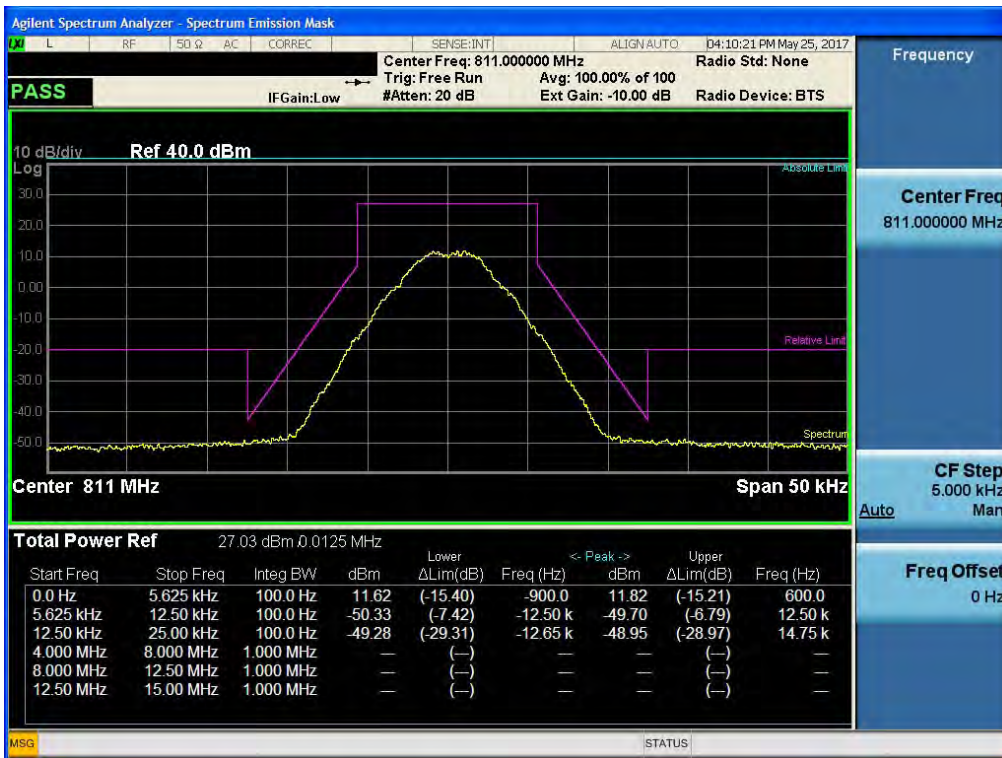 Agilent Spectrum Analyzer - Spectrum Emission Mask
LXI L RF 50 Ω AC CORREC SENSE:INT ALIGN AUTO 04:10:21 PM May 25, 2017
Center Freq: 811.000000 MHz Radio Std: None
Trig: Free Run Avg: 100.00% of 100
PASS IFGain:Low #Atten: 20 dB Ext Gain: -10.00 dB Radio Device: BTS
10 dB/div Ref 40.0 dBm
Log Absolute Limit
30.0
20.0
10.0
0.00
-10.0
-20.0 Relative Limit
-30.0
-40.0
-50.0 Spectrum
Center 811 MHz Span 50 kHz
Total Power Ref 27.03 dBm / 0.0125 MHz
Lower <- Peak -> Upper
Start Freq Stop Freq Integ BW dBm ΔLim(dB) Freq (Hz) dBm ΔLim(dB) Freq (Hz)
0.0 Hz 5.625 kHz 100.0 Hz 11.62 (-15.40) -900.0 11.82 (-15.21) 600.0
5.625 kHz 12.50 kHz 100.0 Hz -50.33 (-7.42) -12.50 k -49.70 (-6.79) 12.50 k
12.50 kHz 25.00 kHz 100.0 Hz -49.28 (-29.31) -12.65 k -48.95 (-28.97) 14.75 k
4.000 MHz 8.000 MHz 1.000 MHz --- (---) --- --- (---) ---
8.000 MHz 12.50 MHz 1.000 MHz --- (---) --- --- (---) ---
12.50 MHz 15.00 MHz 1.000 MHz --- (---) --- --- (---) ---
MSG STATUS
Frequency
Center Freq
811.000000 MHz
CF Step
5.000 kHz
Auto Man
Freq Offset
0 Hz